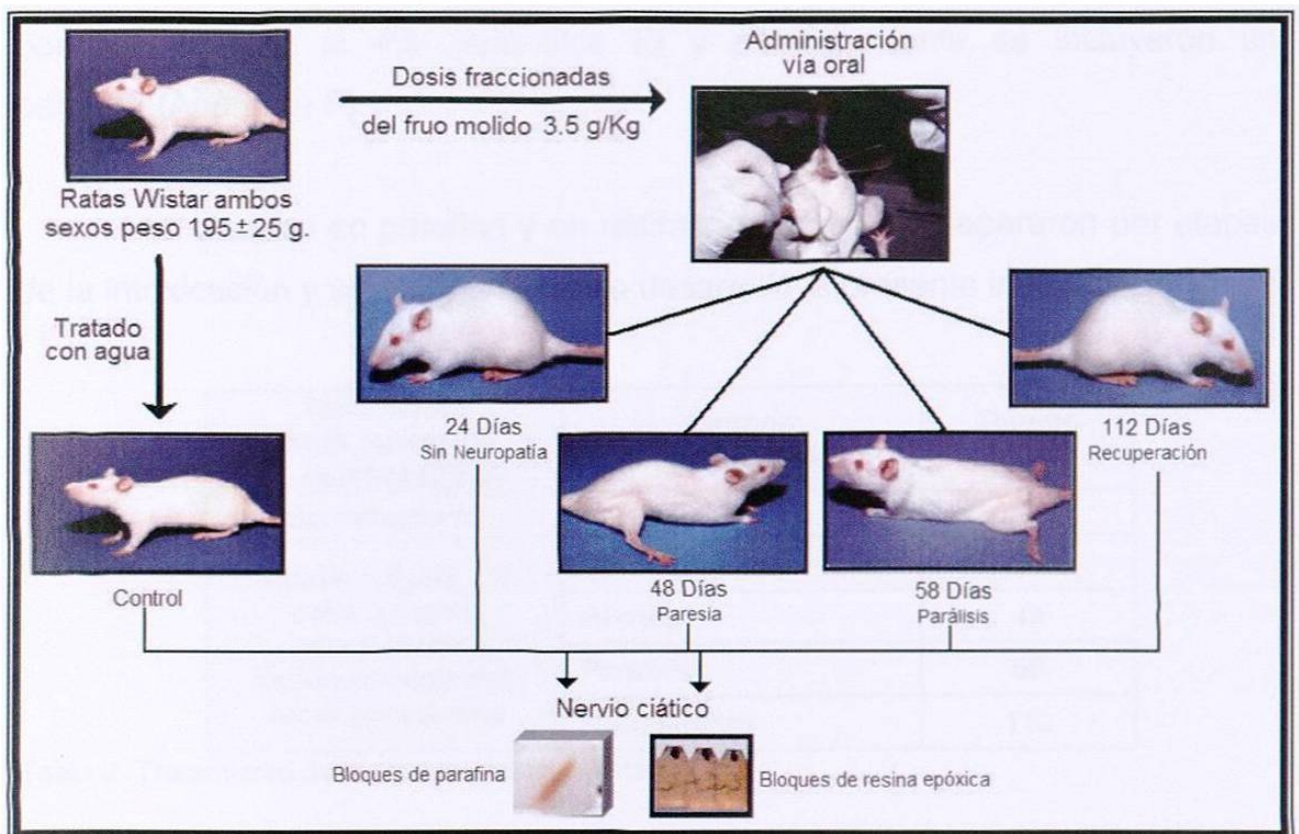 Administración
vía oral
Dosis fraccionadas
del fruo molido 3.5 g/Kg
Ratas Wistar ambos
sexos peso 195±25 g.
Tratado
con agua
24 Días
Sin Neuropatía
112 Días
Recuperación
48 Días
Paresia
58 Días
Parálisis
Control
Nervio ciático
Bloques de parafina
Bloques de resina epóxica